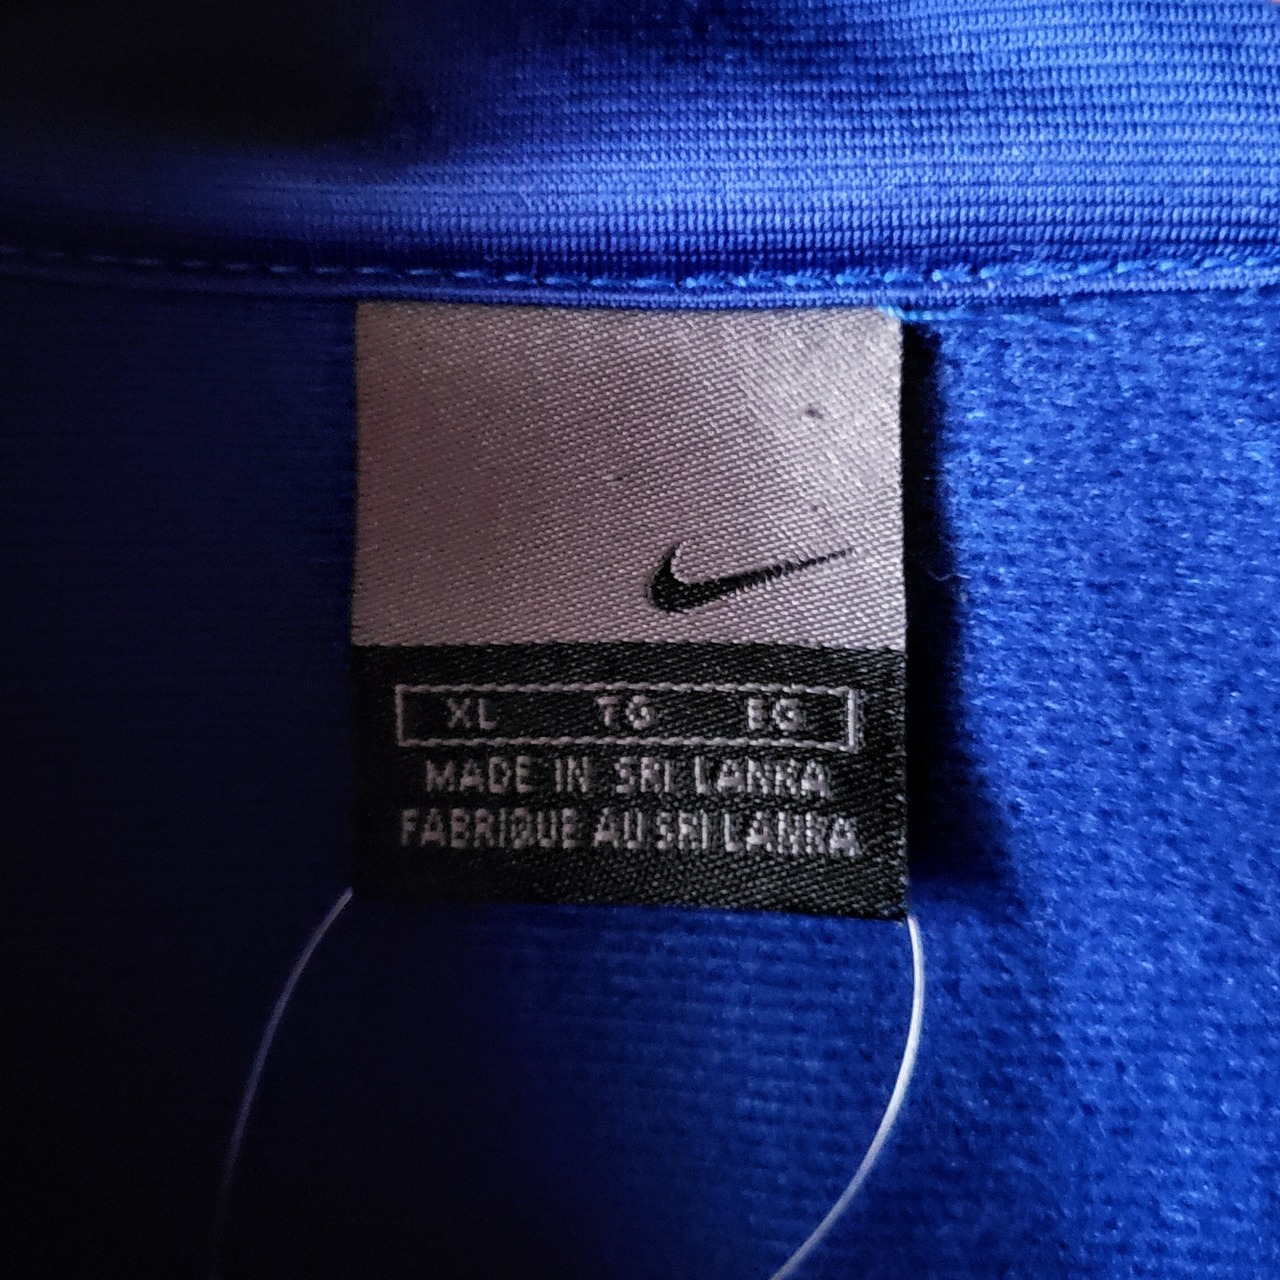 XL TG EG
MADE IN SRI LANKA
FABRIQUE AU SRI LANKA